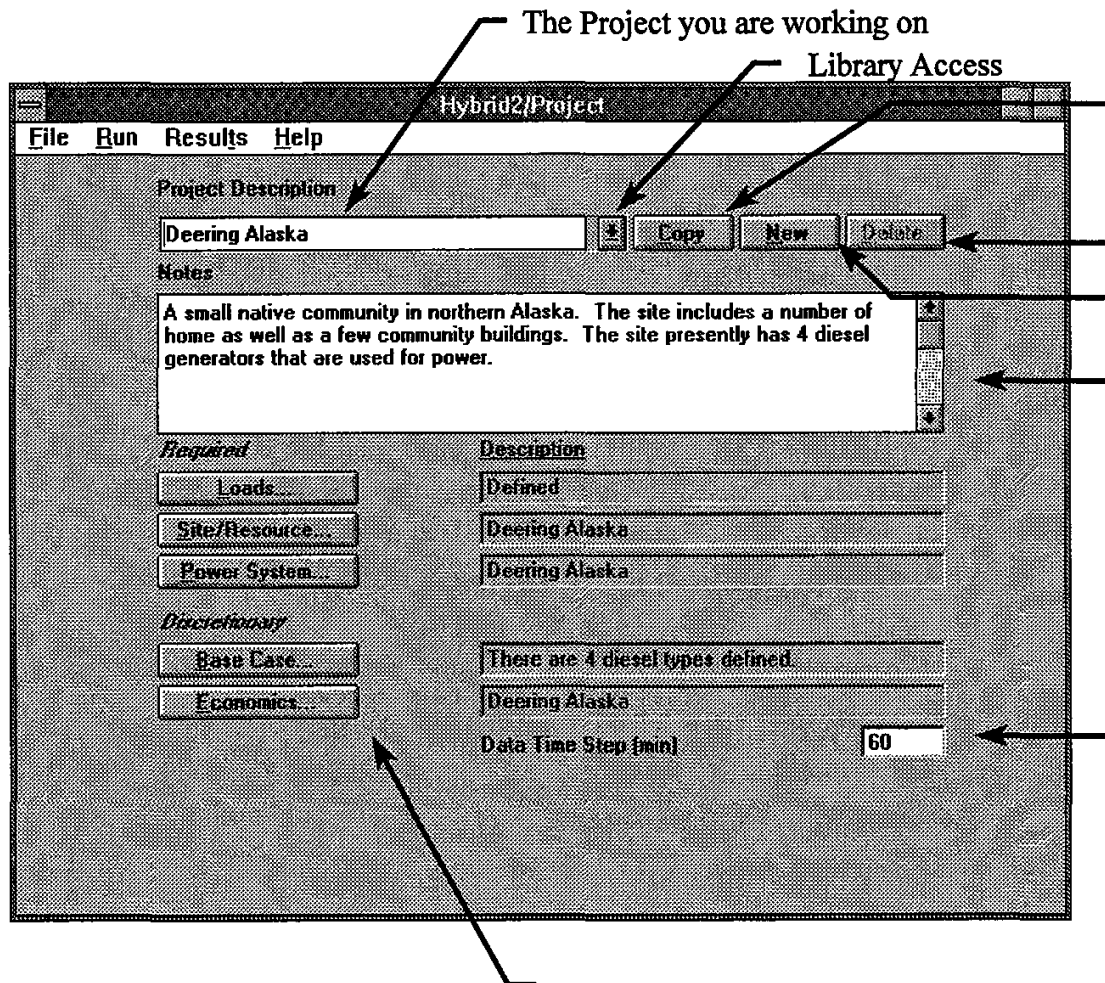 The Project you are working on
Library Access
Hybrid2/Project
File Run Results Help
Project Description
Deering Alaska
Copy New Delete
Notes
A small native community in northern Alaska. The site includes a number of
home as well as a few community buildings. The site presently has 4 diesel
generators that are used for power.
Required Description
Loads... Defined
Site/Resource... Deering Alaska
Power System... Deering Alaska
Discretionary
Base Case... There are 4 diesel types defined.
Economics... Deering Alaska
Data Time Step (min) 60